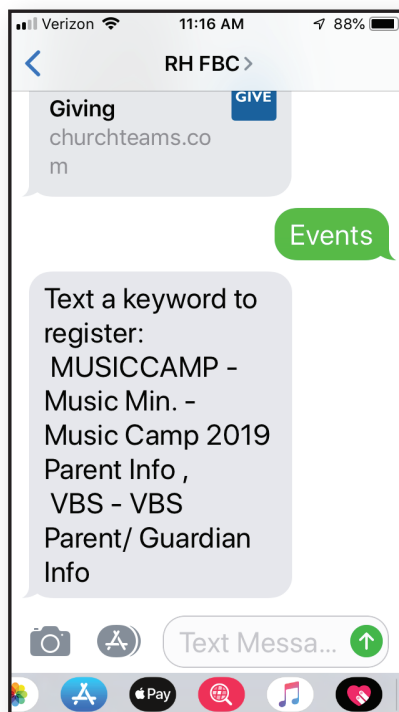 Verizon 11:16 AM 88%
RH FBC >
Giving GIVE
churchteams.co
m
Events
Text a keyword to
register:
MUSICCAMP -
Music Min. -
Music Camp 2019
Parent Info ,
VBS - VBS
Parent/ Guardian
Info
Text Messa...
Pay